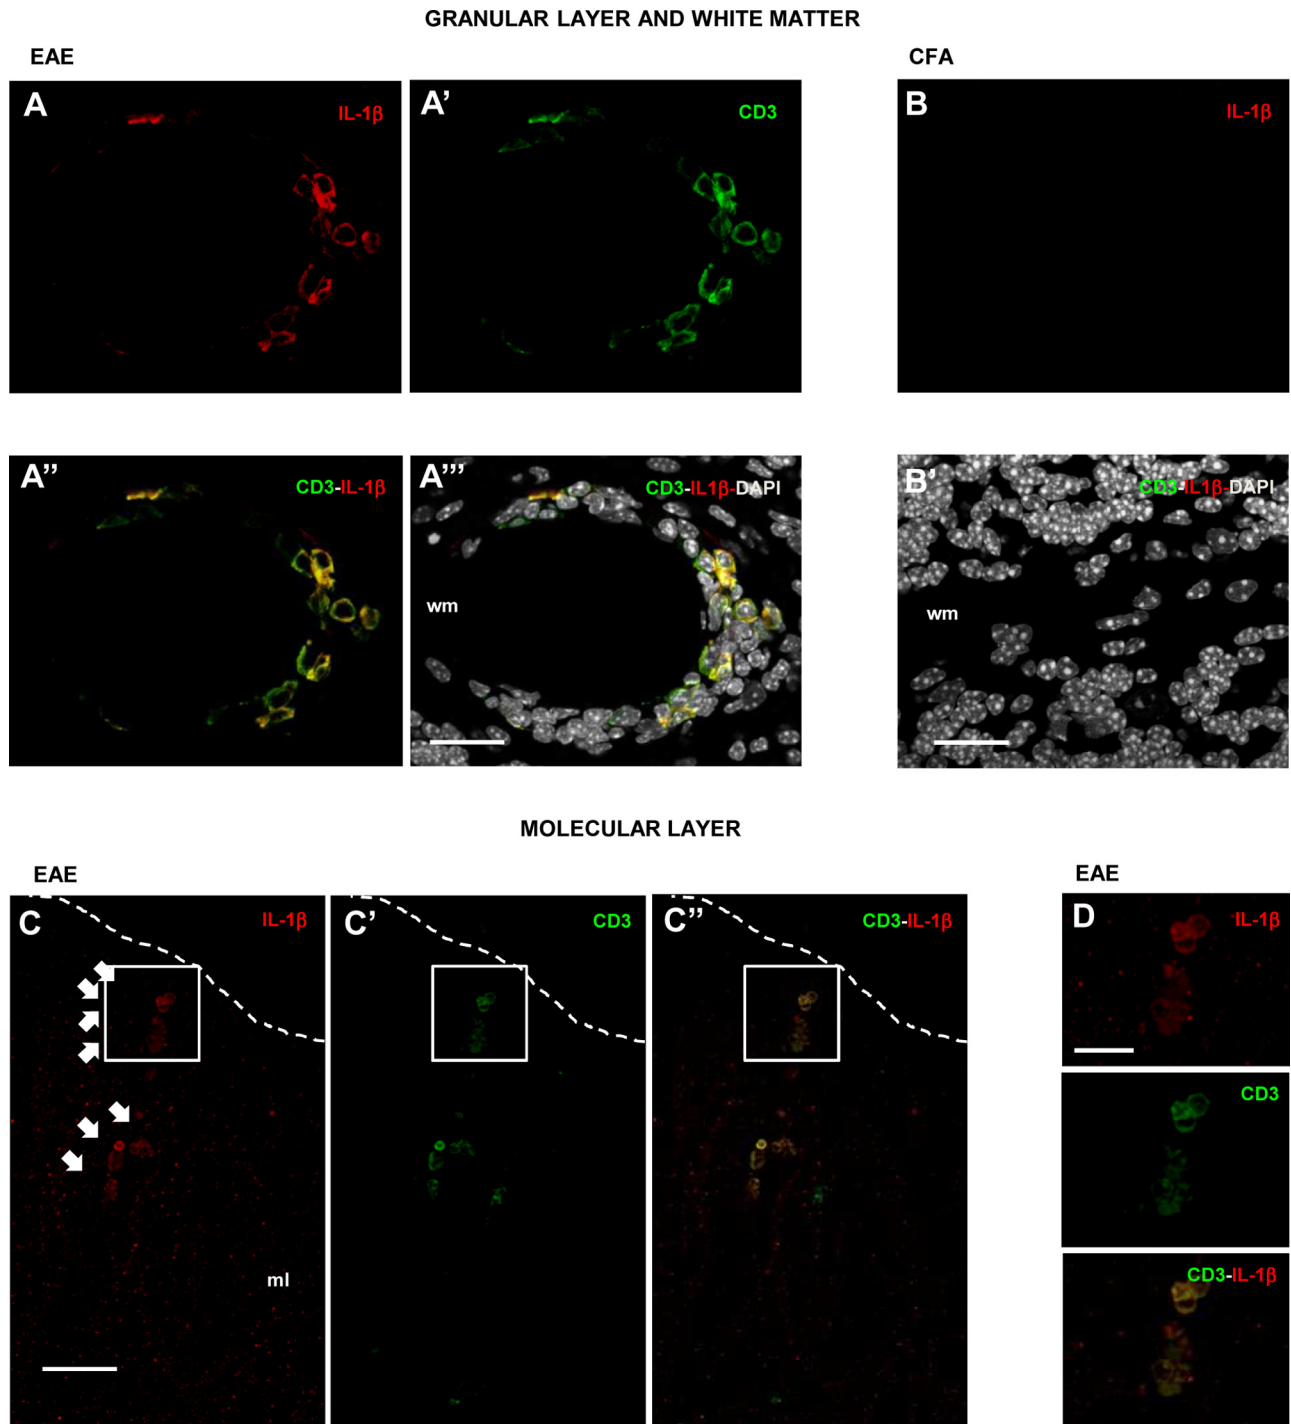 GRANULAR LAYER AND WHITE MATTER
EAE
CFA
A
IL-1β
A'
CD3
B
IL-1β
A''
CD3-IL-1β
A'''
CD3-IL1β-DAPI
wm
B'
CD3-IL1β-DAPI
wm
MOLECULAR LAYER
EAE
EAE
C
IL-1β
ml
C'
CD3
C''
CD3-IL-1β
D
IL-1β
CD3
CD3-IL-1β